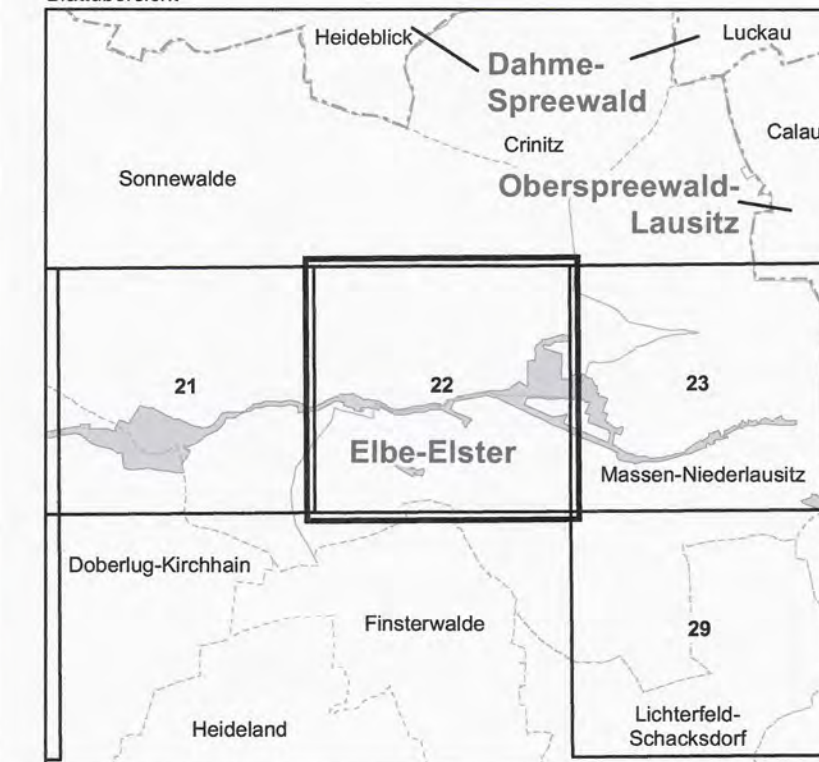 Blattübersicht
Heideblick
Luckau
Dahme-
Spreewald
Calau
Crinitz
Sonnewalde
Oberspreewald-
Lausitz
21
22
23
Elbe-Elster
Massen-Niederlausitz
Doberlug-Kirchhain
Finsterwalde
29
Heideland
Lichterfeld-
Schacksdorf